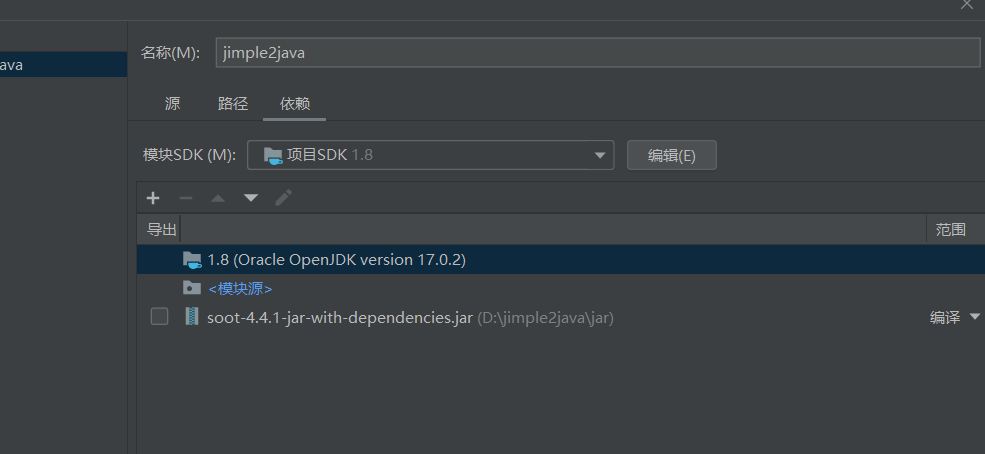 名称(M): jimple2java
ava
源 路径 依赖
模块SDK (M): 项目SDK 1.8 编辑(E)
导出 范围
1.8 (Oracle OpenJDK version 17.0.2)
<模块源>
soot-4.4.1-jar-with-dependencies.jar (D:\jimple2java\jar) 编译